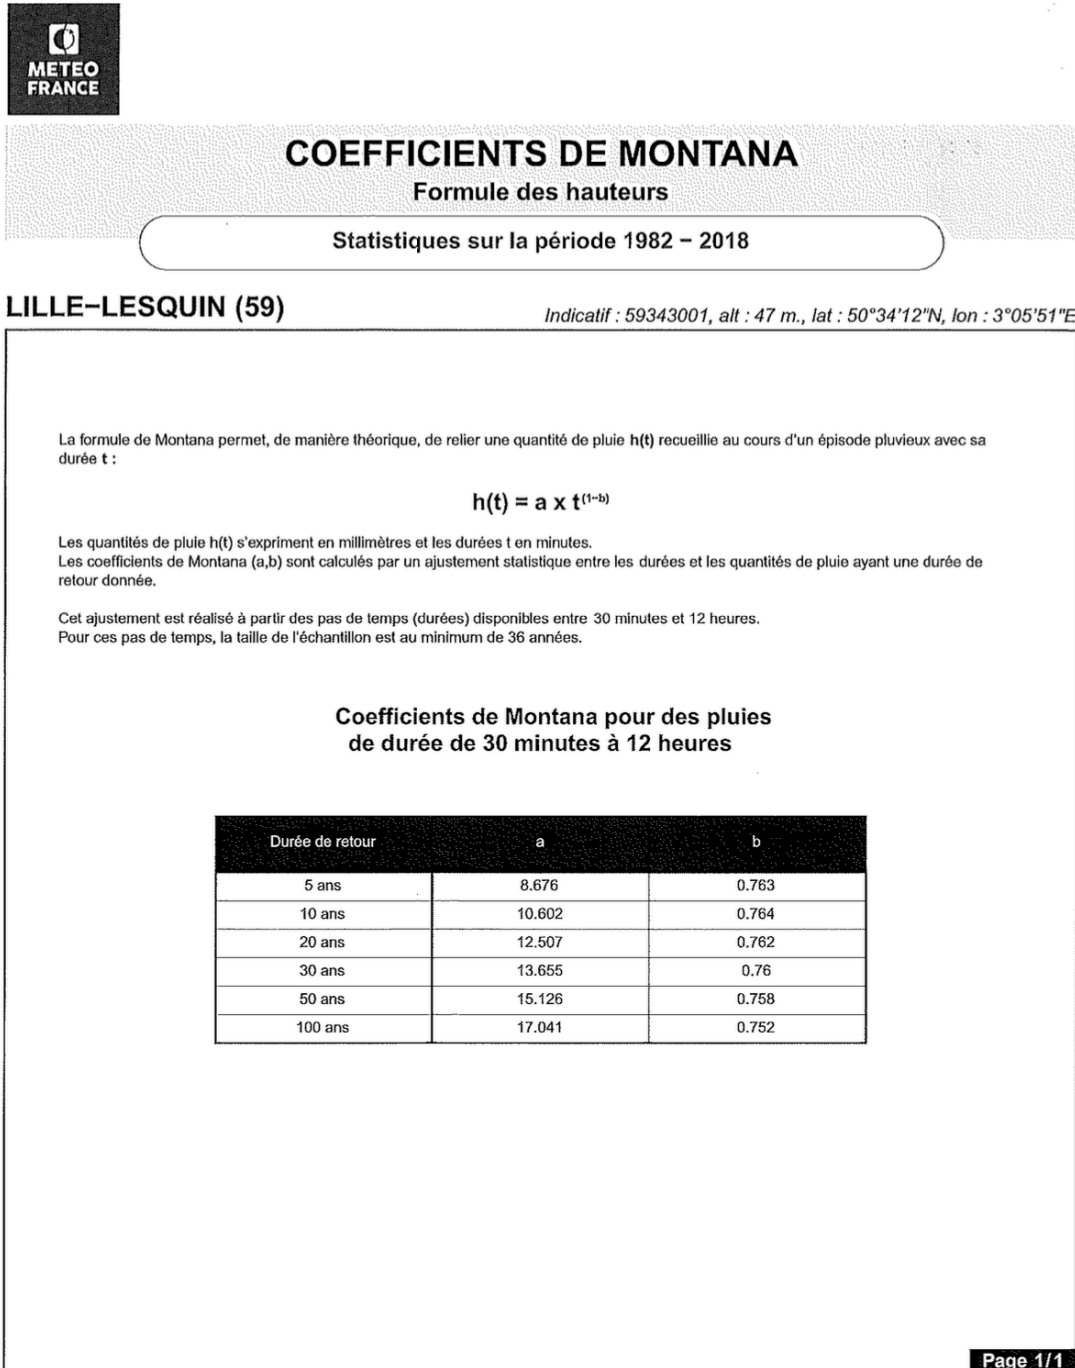 METEO
FRANCE
COEFFICIENTS DE MONTANA
Formule des hauteurs
Statistiques sur la période 1982 – 2018
LILLE–LESQUIN (59)
Indicatif : 59343001, alt : 47 m., lat : 50°34'12"N, lon : 3°05'51"E
La formule de Montana permet, de manière théorique, de relier une quantité de pluie h(t) recueillie au cours d'un épisode pluvieux avec sa
durée t :
h(t) = a x t(1–b)
Les quantités de pluie h(t) s'expriment en millimètres et les durées t en minutes.
Les coefficients de Montana (a,b) sont calculés par un ajustement statistique entre les durées et les quantités de pluie ayant une durée de
retour donnée.
Cet ajustement est réalisé à partir des pas de temps (durées) disponibles entre 30 minutes et 12 heures.
Pour ces pas de temps, la taille de l'échantillon est au minimum de 36 années.
Coefficients de Montana pour des pluies
de durée de 30 minutes à 12 heures
Durée de retour a b
5 ans 8.676 0.763
10 ans 10.602 0.764
20 ans 12.507 0.762
30 ans 13.655 0.76
50 ans 15.126 0.758
100 ans 17.041 0.752
Page 1/1